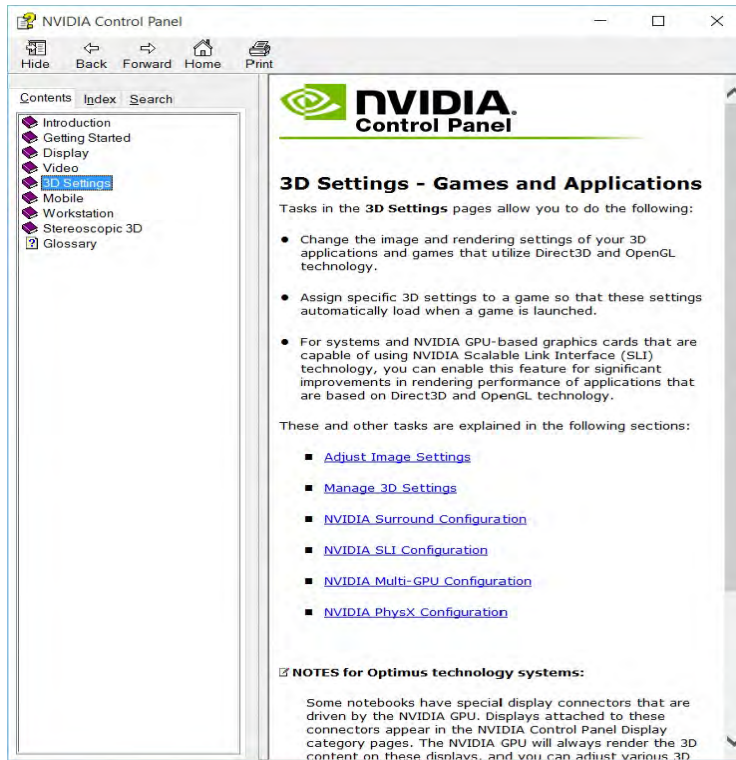 NVIDIA Control Panel
Hide Back Forward Home Print
Contents Index Search
Introduction
Getting Started
Display
Video
3D Settings
Mobile
Workstation
Stereoscopic 3D
Glossary
NVIDIA.
Control Panel
3D Settings - Games and Applications
Tasks in the 3D Settings pages allow you to do the following:
Change the image and rendering settings of your 3D
applications and games that utilize Direct3D and OpenGL
technology.
Assign specific 3D settings to a game so that these settings
automatically load when a game is launched.
For systems and NVIDIA GPU-based graphics cards that are
capable of using NVIDIA Scalable Link Interface (SLI)
technology, you can enable this feature for significant
improvements in rendering performance of applications that
are based on Direct3D and OpenGL technology.
These and other tasks are explained in the following sections:
Adjust Image Settings
Manage 3D Settings
NVIDIA Surround Configuration
NVIDIA SLI Configuration
NVIDIA Multi-GPU Configuration
NVIDIA PhysX Configuration
NOTES for Optimus technology systems:
Some notebooks have special display connectors that are
driven by the NVIDIA GPU. Displays attached to these
connectors appear in the NVIDIA Control Panel Display
category pages. The NVIDIA GPU will always render the 3D
content on these displays, and you can adjust various 3D